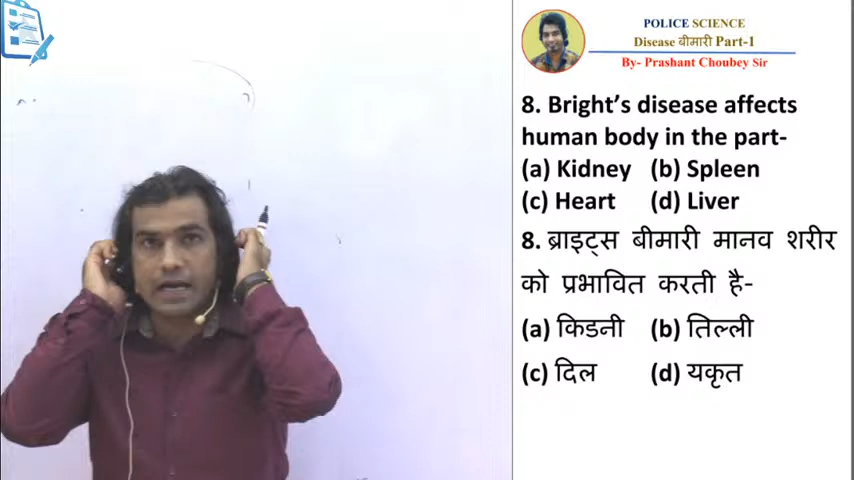 POLICE SCIENCE
Disease बीमारी Part-1
By- Prashant Choubey Sir
8. Bright's disease affects
human body in the part-
(a) Kidney (b) Spleen
(c) Heart (d) Liver
8. ब्राइट्स बीमारी मानव शरीर
को प्रभावित करती है-
(a) किडनी (b) तिल्ली
(c) दिल (d) यकृत